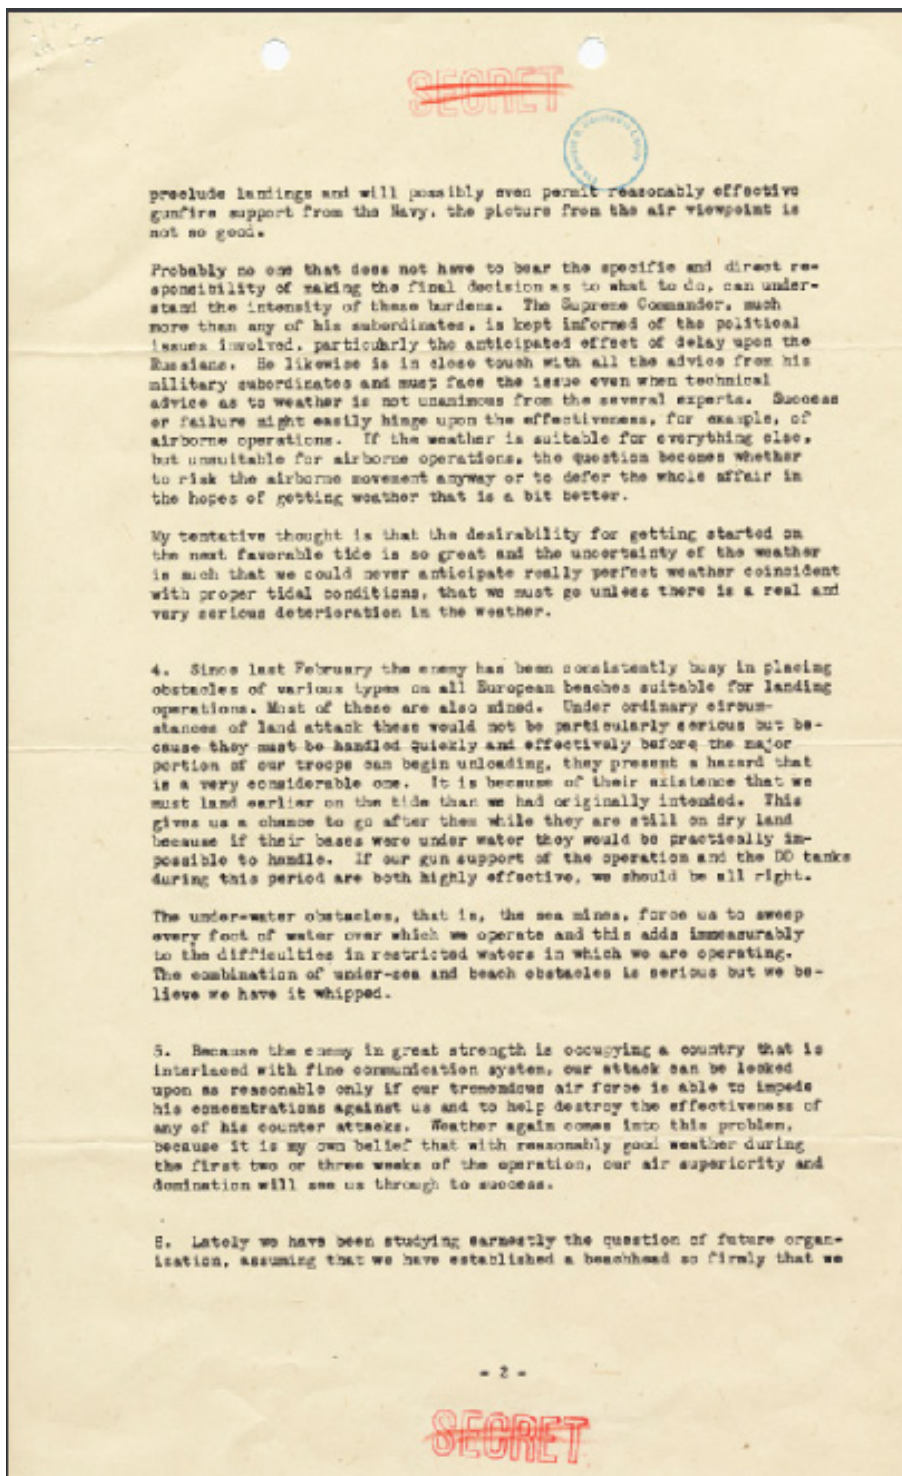 SECRET
preclude landings and will possibly even permit reasonably effective
gunfire support from the Navy, the picture from the air viewpoint is
not so good.
Probably no one that does not have to bear the specific and direct re-
sponsibility of making the final decision as to what to do, can under-
stand the intensity of these burdens. The Supreme Commander, much
more than any of his subordinates, is kept informed of the political
issues involved, particularly the anticipated effect of delay upon the
Russians. He likewise is in close touch with all the advice from his
military subordinates and must face the issue even when technical
advice as to weather is not unanimous from the several experts. Success
or failure might easily hinge upon the effectiveness, for example, of
airborne operations. If the weather is suitable for everything else,
but unsuitable for airborne operations, the question becomes whether
to risk the airborne movement anyway or to defer the whole affair in
the hopes of getting weather that is a bit better.
My tentative thought is that the desirability for getting started on
the next favorable tide is so great and the uncertainty of the weather
is such that we could never anticipate really perfect weather coincident
with proper tidal conditions, that we must go unless there is a real and
very serious deterioration in the weather.
4. Since last February the enemy has been consistently busy in placing
obstacles of various types on all European beaches suitable for landing
operations. Most of these are also mined. Under ordinary circum-
stances of land attack these would not be particularly serious but be-
cause they must be handled quickly and effectively before the major
portion of our troops can begin unloading, they present a hazard that
is a very considerable one. It is because of their existence that we
must land earlier on the tide than we had originally intended. This
gives us a chance to go after them while they are still on dry land
because if their bases were under water they would be practically im-
possible to handle. If our gun support of the operation and the DD tanks
during this period are both highly effective, we should be all right.
The under-water obstacles, that is, the sea mines, force us to sweep
every foot of water over which we operate and this adds immeasurably
to the difficulties in restricted waters in which we are operating.
The combination of under-sea and beach obstacles is serious but we be-
lieve we have it whipped.
5. Because the enemy in great strength is occupying a country that is
interlaced with fine communication system, our attack can be looked
upon as reasonable only if our tremendous air force is able to impede
his concentrations against us and to help destroy the effectiveness of
any of his counter attacks. Weather again comes into this problem,
because it is my own belief that with reasonably good weather during
the first two or three weeks of the operation, our air superiority and
domination will see us through to success.
6. Lately we have been studying earnestly the question of future organ-
ization, assuming that we have established a beachhead so firmly that we
- 2 -
SECRET